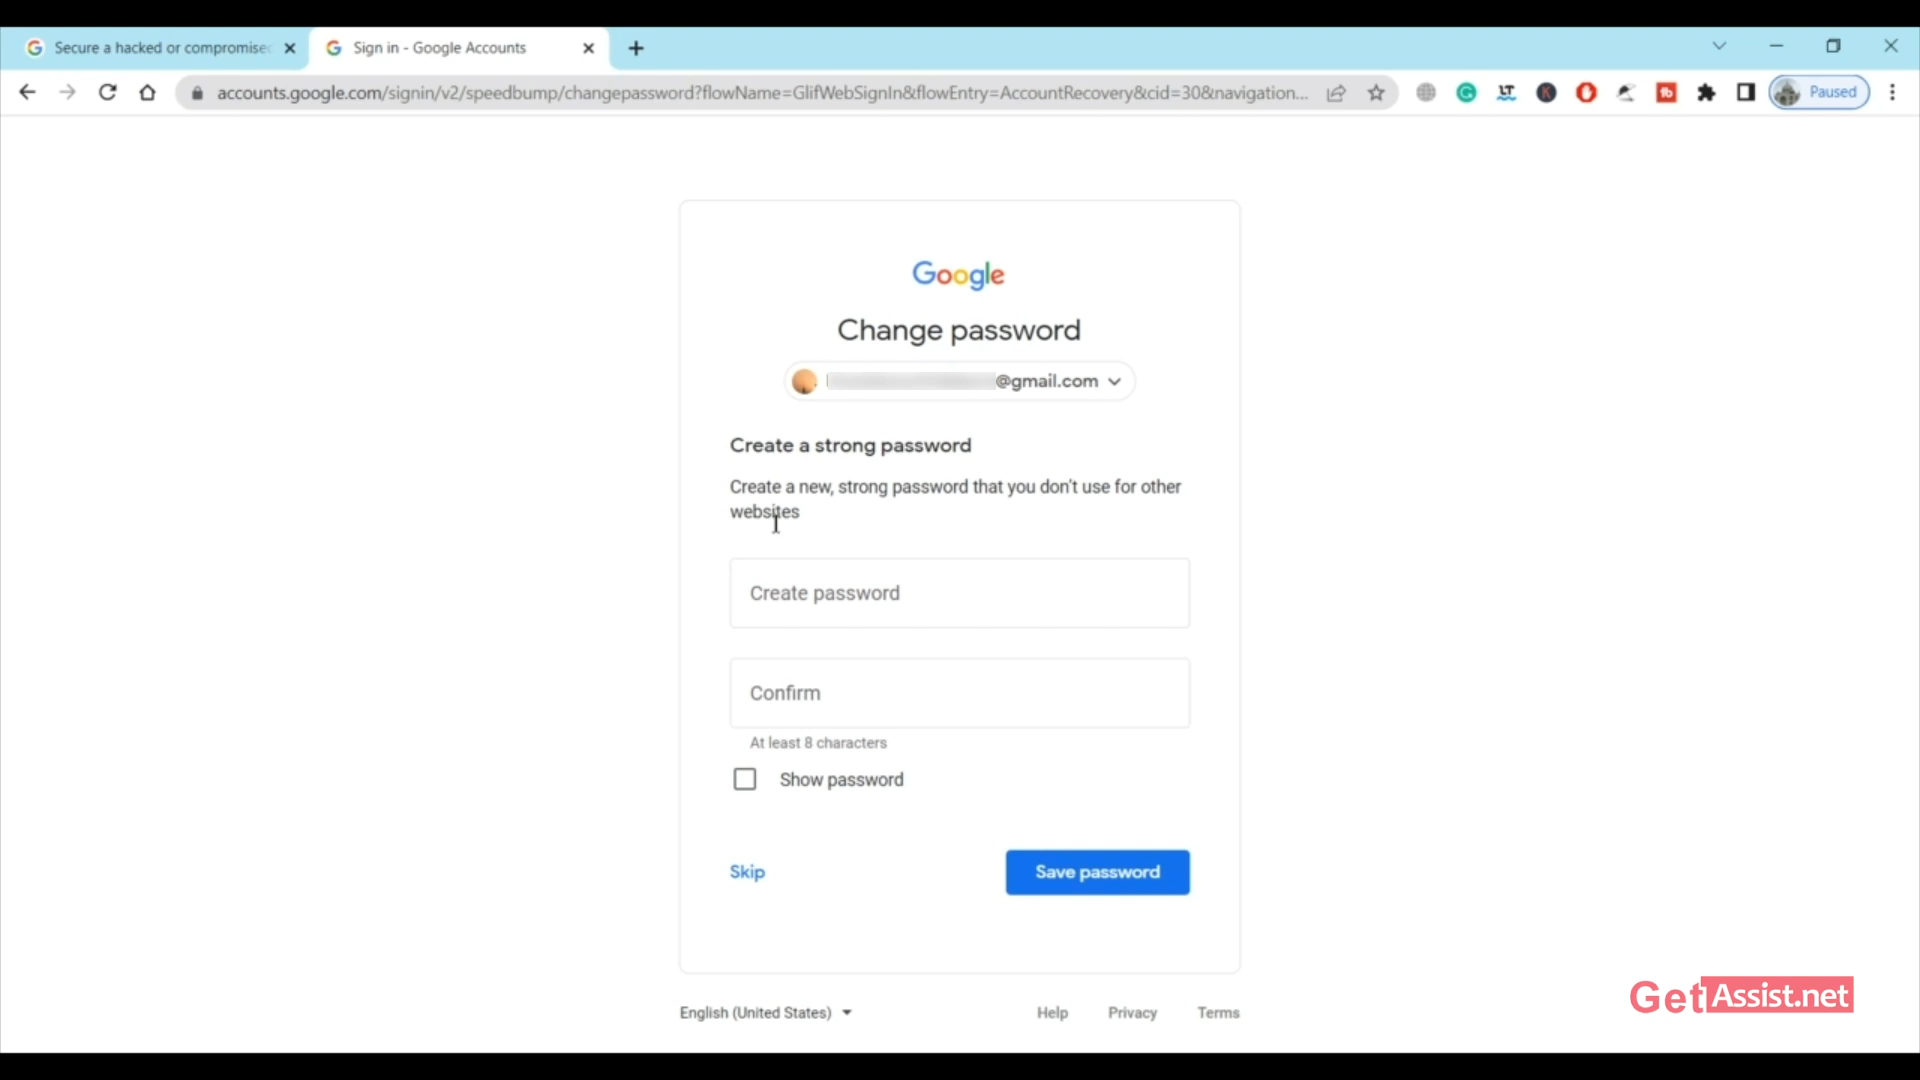 Secure a hacked or compromise
Sign in - Google Accounts
accounts.google.com/signin/v2/speedbump/changepassword?flowName=GlifWebSignIn&flowEntry=AccountRecovery&cid=30&navigation...
LT
K
Paused
Google
Change password
@gmail.com
Create a strong password
Create a new, strong password that you don't use for other
websites
Create password
Confirm
At least 8 characters
Show password
Skip
Save password
English (United States)
Help
Privacy
Terms
GetAssist.net